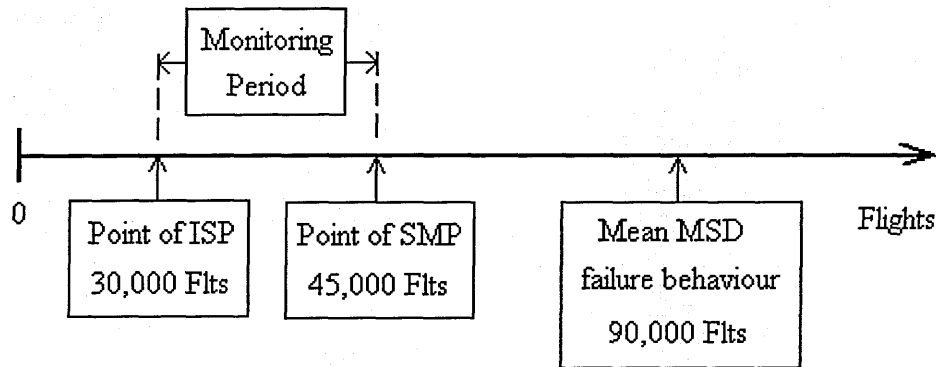 Monitoring
Period
0
Flights
Point of ISP
30,000 Flts
Point of SMP
45,000 Flts
Mean MSD
failure behaviour
90,000 Flts